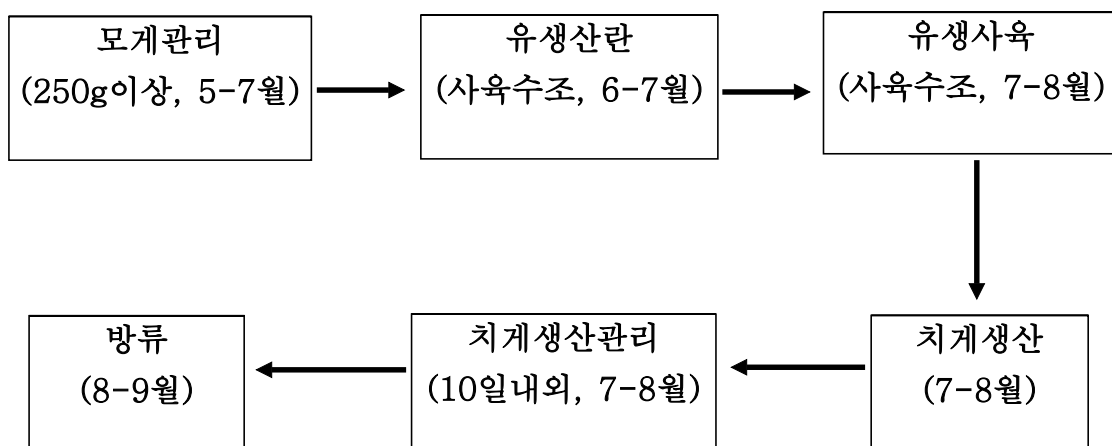 모게관리
(250g이상, 5-7월)
유생산란
(사육수조, 6-7월)
유생사육
(사육수조, 7-8월)
치게생산
(7-8월)
치게생산관리
(10일내외, 7-8월)
방류
(8-9월)